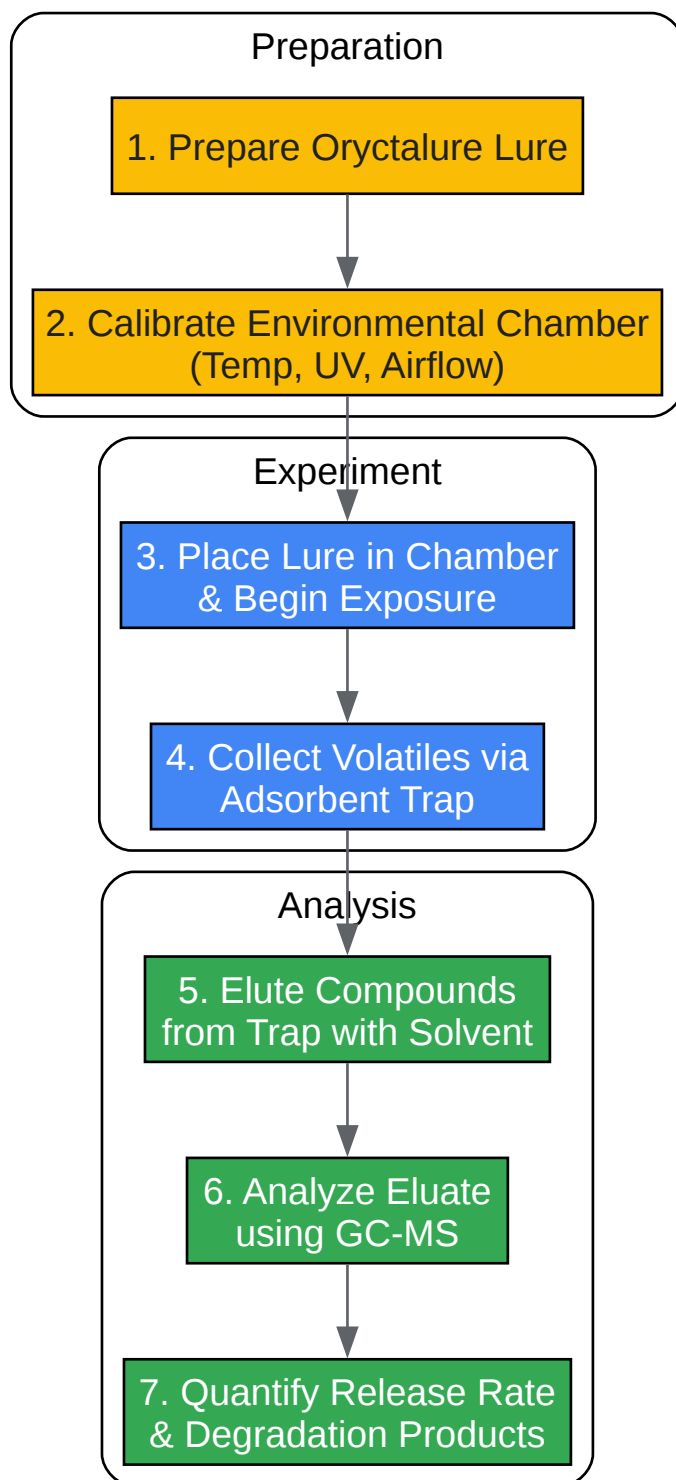 Preparation
1. Prepare Oryctalure Lure
2. Calibrate Environmental Chamber
(Temp, UV, Airflow)
Experiment
3. Place Lure in Chamber
& Begin Exposure
4. Collect Volatiles via
Adsorbent Trap
Analysis
5. Elute Compounds
from Trap with Solvent
6. Analyze Eluate
using GC-MS
7. Quantify Release Rate
& Degradation Products